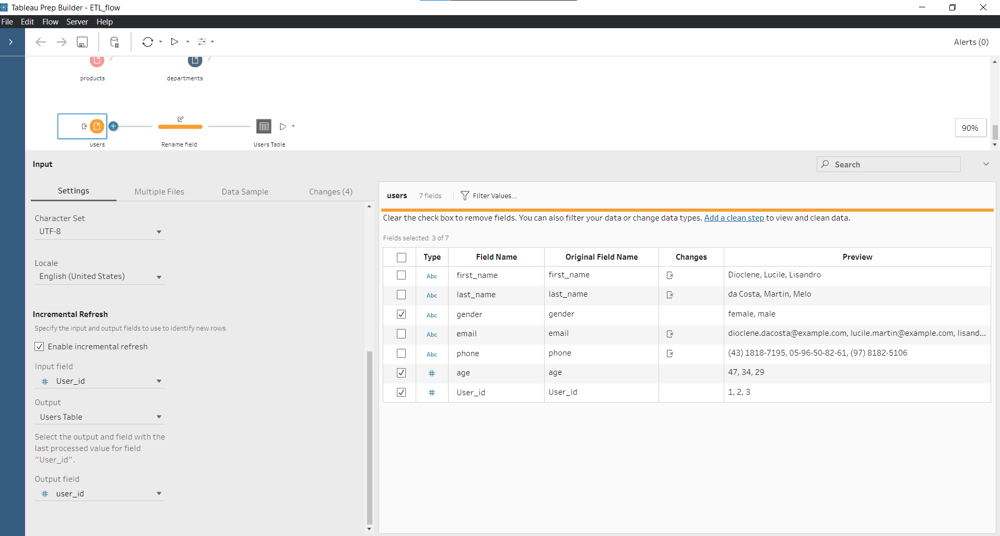 Tableau Prep Builder - ETL_flow
File Edit Flow Server Help
Alerts (0)
products
departments
90%
users
Rename field
Users Table
Input
Search
Settings
Multiple Files
Data Sample
Changes (4)
Character Set
UTF-8
Locale
English (United States)
Incremental Refresh
Specify the input and output fields to use to identify new rows.
Enable incremental refresh
Input field
# User_id
Output
Users Table
Select the output and field with the
last processed value for field
"User_id".
Output field
# user_id
users 7 fields Filter Values...
Clear the check box to remove fields. You can also filter your data or change data types. Add a clean step to view and clean data.
Fields selected: 3 of 7
Type Field Name Original Field Name Changes Preview
Abc first_name first_name Dioclene, Lucile, Lisandro
Abc last_name last_name da Costa, Martin, Melo
Abc gender gender female, male
Abc email email dioclene.dacosta@example.com, lucile.martin@example.com, lisand...
Abc phone phone (43) 1818-7195, 05-96-50-82-61, (97) 8182-5106
# age age 47, 34, 29
# User_id User_id 1, 2, 3